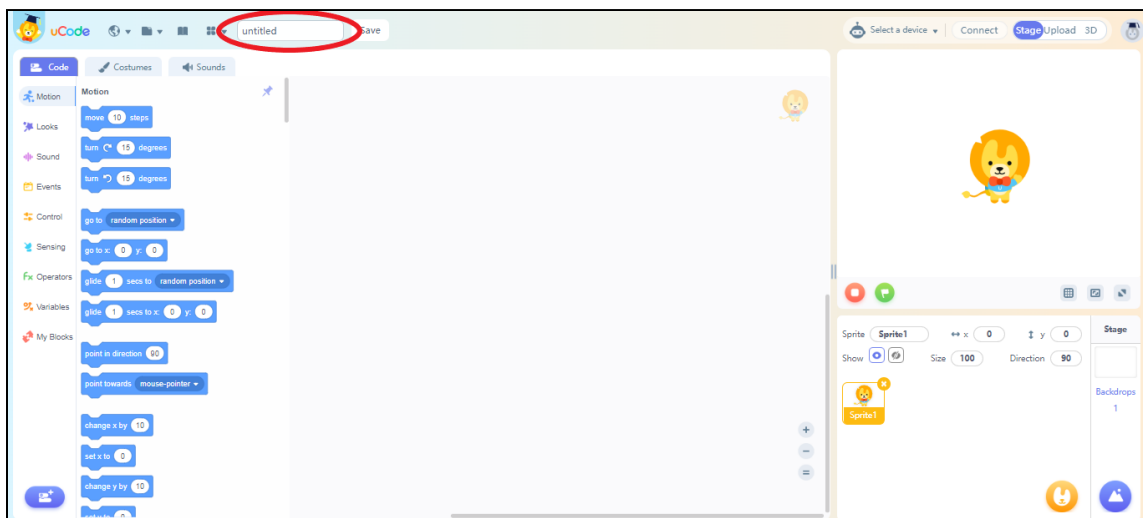 uCode
untitled
Save
Select a device
Connect
Stage
Upload
3D
Code
Costumes
Sounds
Motion
Looks
Sound
Events
Control
Sensing
Fx Operators
Variables
My Blocks
Motion
move 10 steps
turn 15 degrees
turn 15 degrees
go to random position
go to x: 0 y: 0
glide 1 secs to random position
glide 1 secs to x: 0 y: 0
point in direction 90
point towards mouse-pointer
change x by 10
set x to 0
change y by 10
set y to 0
Sprite Sprite1 x 0 y 0
Show Size 100 Direction 90
Sprite1
Stage
Backdrops
1